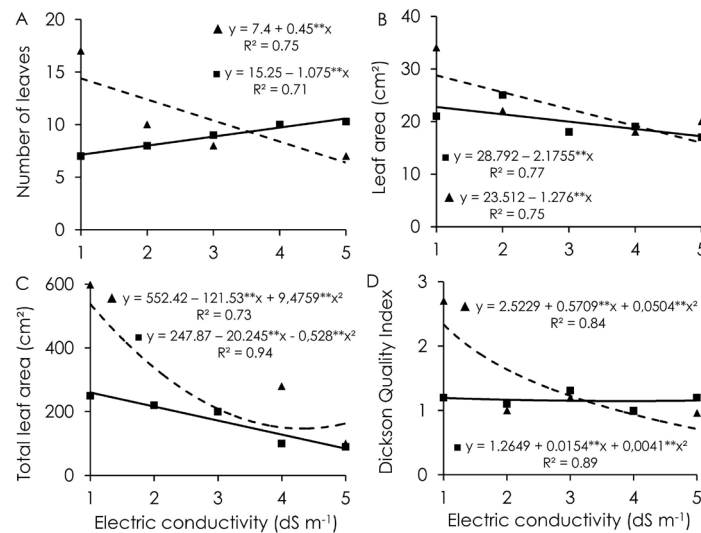 A
Number of leaves
20
15
10
5
0
1 2 3 4 5
▲ y = 7.4 + 0.45**x
R² = 0.75
■ y = 15.25 – 1.075**x
R² = 0.71
B
Leaf area (cm²)
40
30
20
10
0
1 2 3 4 5
■ y = 28.792 – 2.1755**x
R² = 0.77
▲ y = 23.512 – 1.276**x
R² = 0.75
C
Total leaf area (cm²)
600
400
200
0
1 2 3 4 5
Electric conductivity (dS m⁻¹)
▲ y = 552.42 – 121.53**x + 9,4759**x²
R² = 0.73
■ y = 247.87 – 20.245**x - 0,528**x²
R² = 0.94
D
Dickson Quality Index
3
2
1
0
1 2 3 4 5
Electric conductivity (dS m⁻¹)
▲ y = 2.5229 + 0.5709**x + 0,0504**x²
R² = 0.84
■ y = 1.2649 + 0.0154**x + 0,0041**x²
R² = 0.89